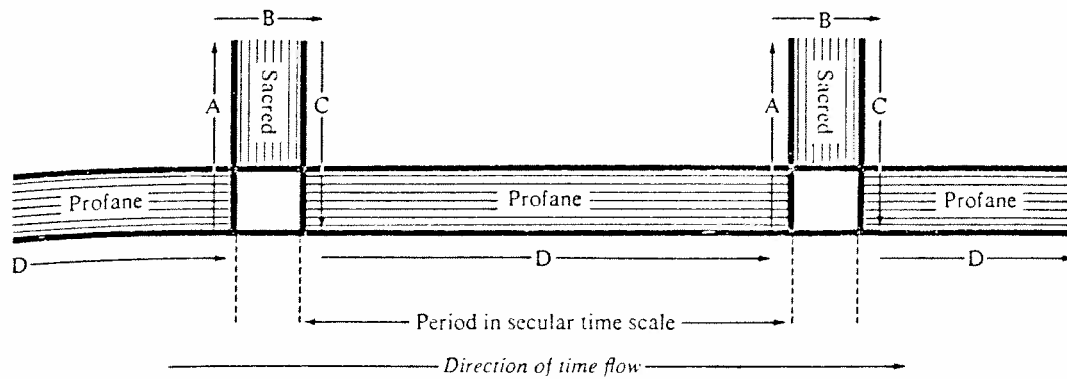 B B
A Sacred C A Sacred C
Profane Profane Profane
D D D
Period in secular time scale
Direction of time flow